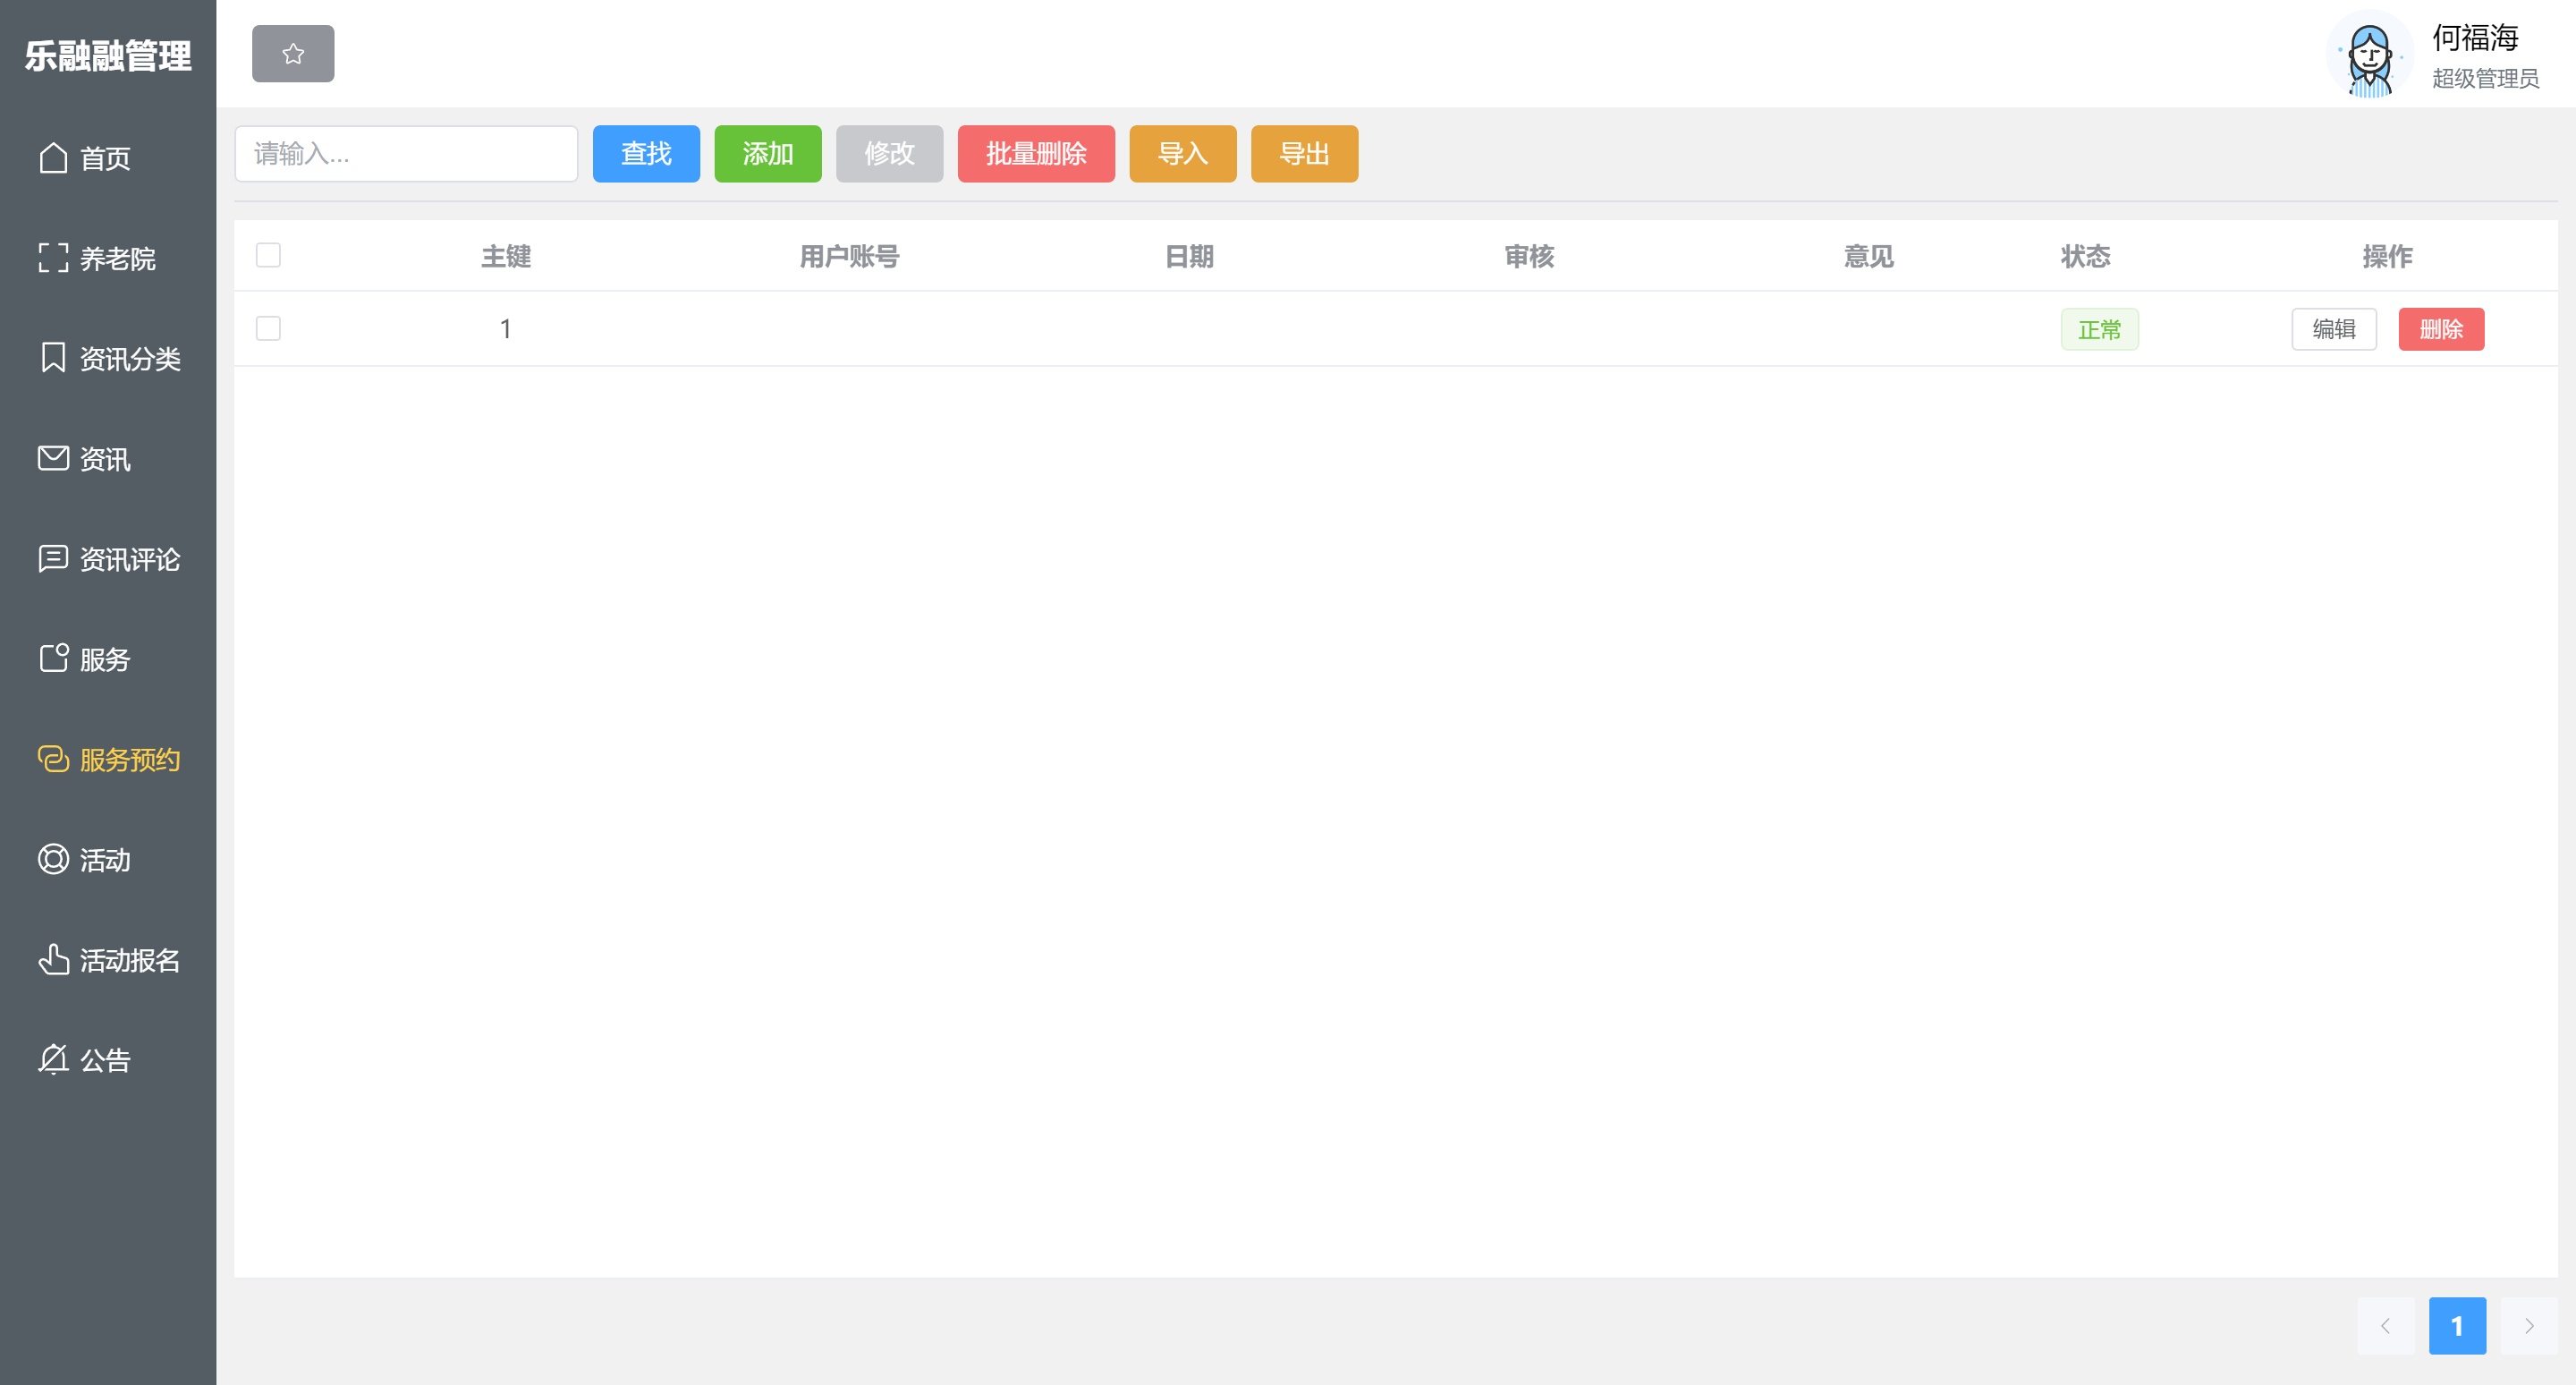 乐融融管理
何福海
超级管理员
首页
养老院
资讯分类
资讯
资讯评论
服务
服务预约
活动
活动报名
公告
请输入... 查找 添加 修改 批量删除 导入 导出
主键 用户账号 日期 审核 意见 状态 操作
1 正常 编辑 删除
1